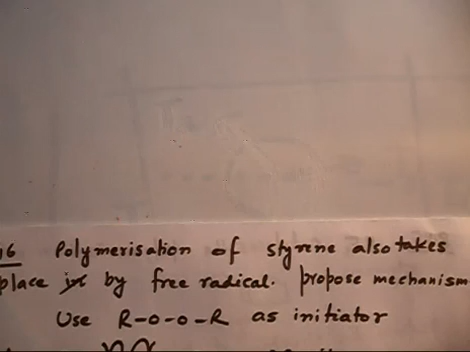 16 Polymerisation of styrene also takes
place by free radical. propose mechanism
Use R-O-O-R as initiator